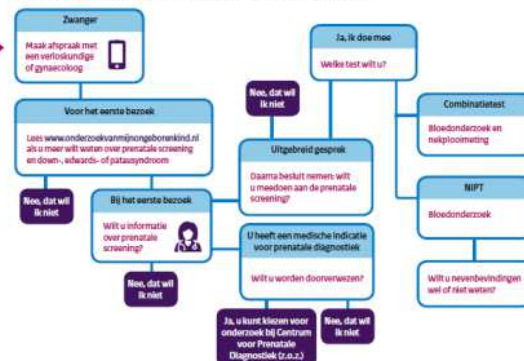 Zwanger
Maak afspraak met
een verloskundige
of gynaecoloog
Voor het eerste bezoek
Lees www.onderzoekvanmijnongeborenkind.nl
als u meer wilt weten over prenatale screening
en down-, edwards- of patausyndroom
Nee, dat wil
ik niet
Bij het eerste bezoek
Wilt u informatie
over prenatale
screening?
Nee, dat wil
ik niet
Nee, dat wil
ik niet
Uitgebreid gesprek
Daarna besluit nemen: wilt
u meedoen aan de prenatale
screening?
U heeft een medische indicatie
voor prenatale diagnostiek
Wilt u worden doorverwezen?
Ja, u kunt kiezen voor
onderzoek bij Centrum
voor Prenatale
Diagnostiek (z.o.z.)
Nee, dat wil
ik niet
Ja, ik doe mee
Welke test wilt u?
Combinatietest
Bloedonderzoek en
nekplooimeting
NIPT
Bloedonderzoek
Wilt u nevenbevindingen
wel of niet weten?